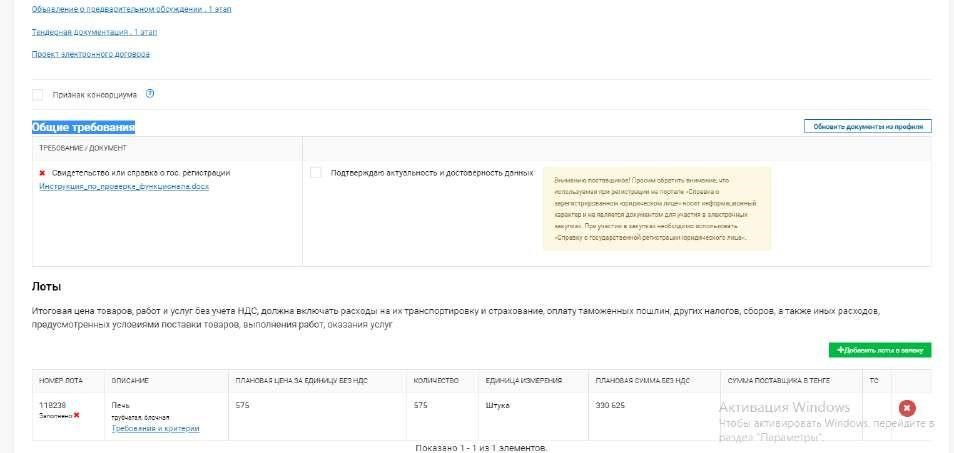 Объявление о предварительном обсуждении . 1 этап
Тендерная документация . 1 этап
Проект электронного договора
Признак консорциума ?
Общие требования
Обновить документы из профиля
ТРЕБОВАНИЕ / ДОКУМЕНТ
Свидетельство или справка о гос. регистрации
Инструкция_по_проверке_функционала.docx
Подтверждаю актуальность и достоверность данных
Вниманию поставщиков! Просим обратить внимание, что
используемая при регистрации на портале «Справка о
зарегистрированном юридическом лице» носит информационный
характер и не является документом для участия в электронных
закупках. При участии в закупках необходимо использовать
«Справку о государственной регистрации юридического лица».
Лоты
Итоговая цена товаров, работ и услуг без учета НДС, должна включать расходы на их транспортировку и страхование, оплату таможенных пошлин, других налогов, сборов, а также иных расходов,
предусмотренных условиями поставки товаров, выполнения работ, оказания услуг
+Добавить лоты в заявку
НОМЕР ЛОТА ОПИСАНИЕ ПЛАНОВАЯ ЦЕНА ЗА ЕДИНИЦУ БЕЗ НДС КОЛИЧЕСТВО ЕДИНИЦА ИЗМЕРЕНИЯ ПЛАНОВАЯ СУММА БЕЗ НДС СУММА ПОСТАВЩИКА В ТЕНГЕ ТС
118238 Печь 575 575 Штука 330 625
Заполнено трубчатая, блочная
Требования и критерии
Активация Windows
Чтобы активировать Windows, перейдите в
раздел "Параметры".
Показано 1 - 1 из 1 элементов.